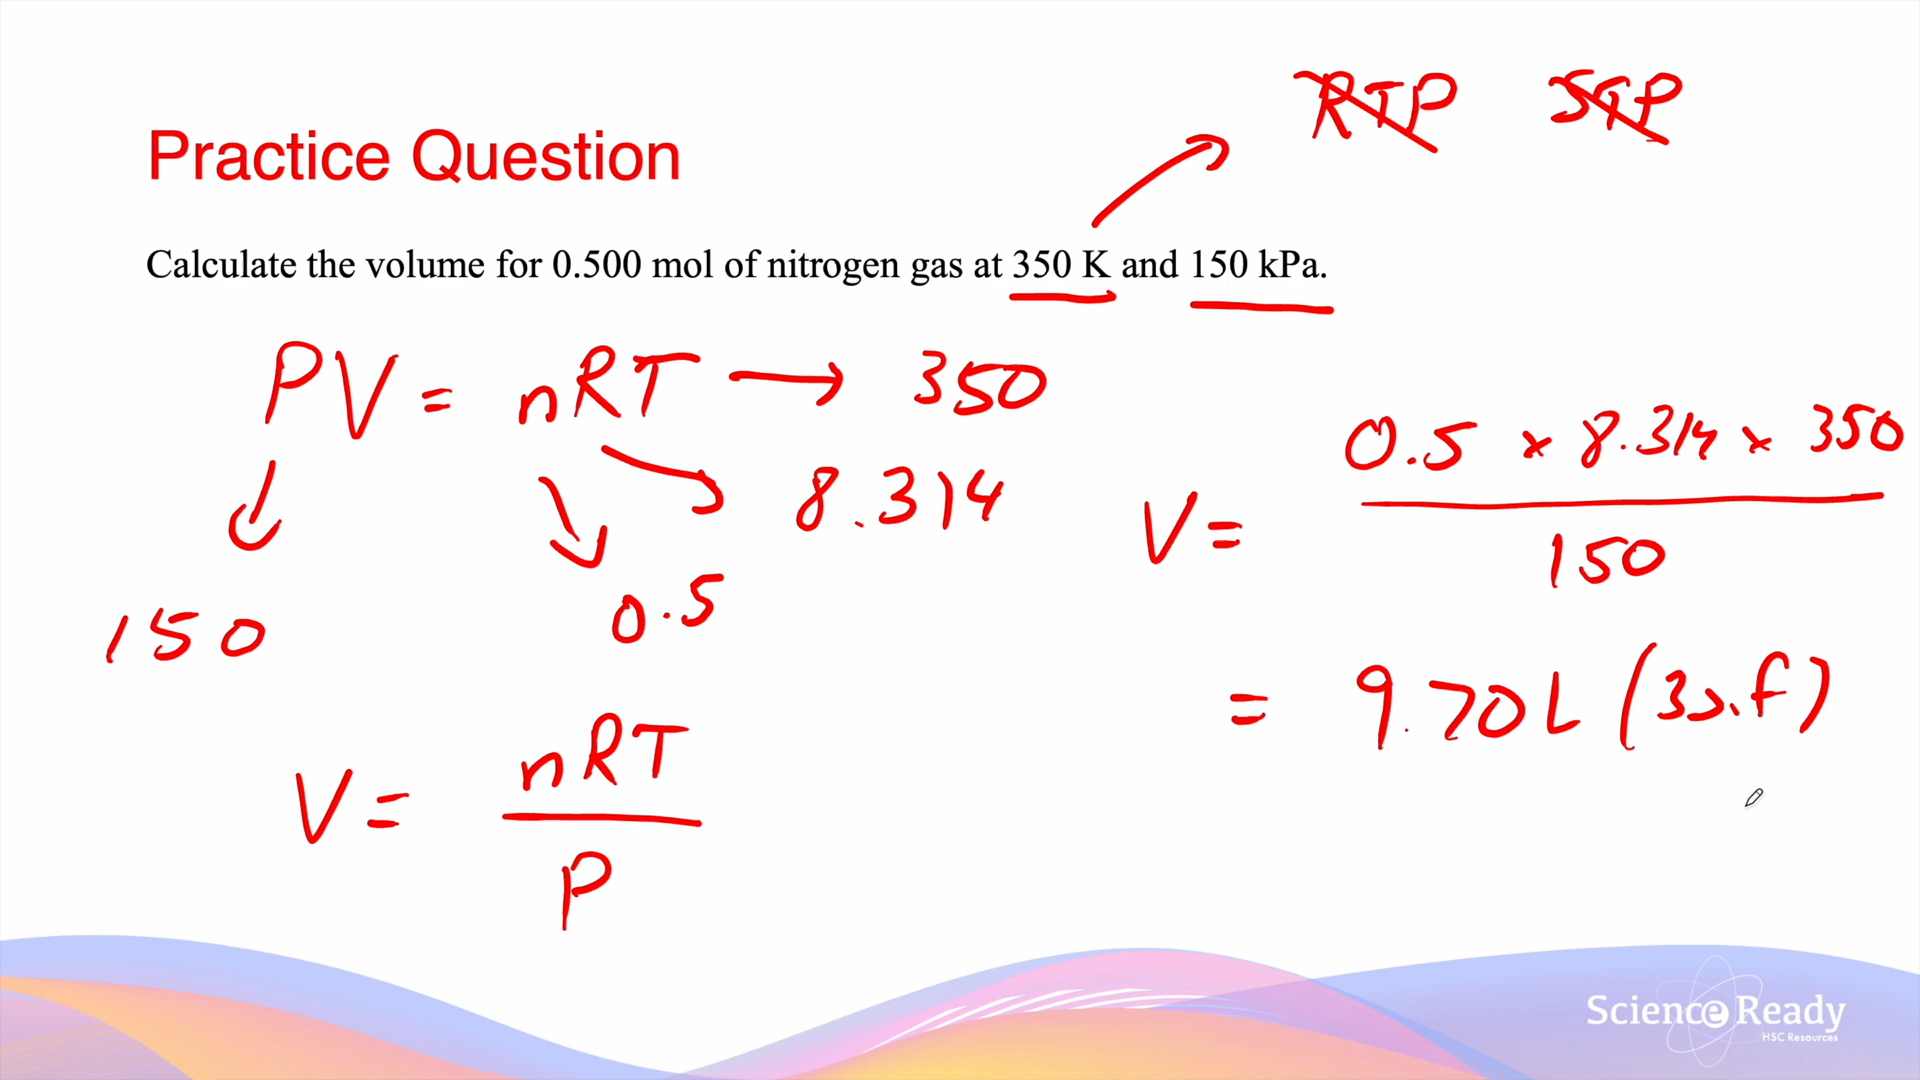 RTP STP
Practice Question
Calculate the volume for 0.500 mol of nitrogen gas at 350 K and 150 kPa.
PV = nRT → 350
8.314
0.5
150
V = nRT
P
V = 0.5 × 8.314 × 350
150
= 9.70 L (3 s.f)
Science Ready
HSC Resources